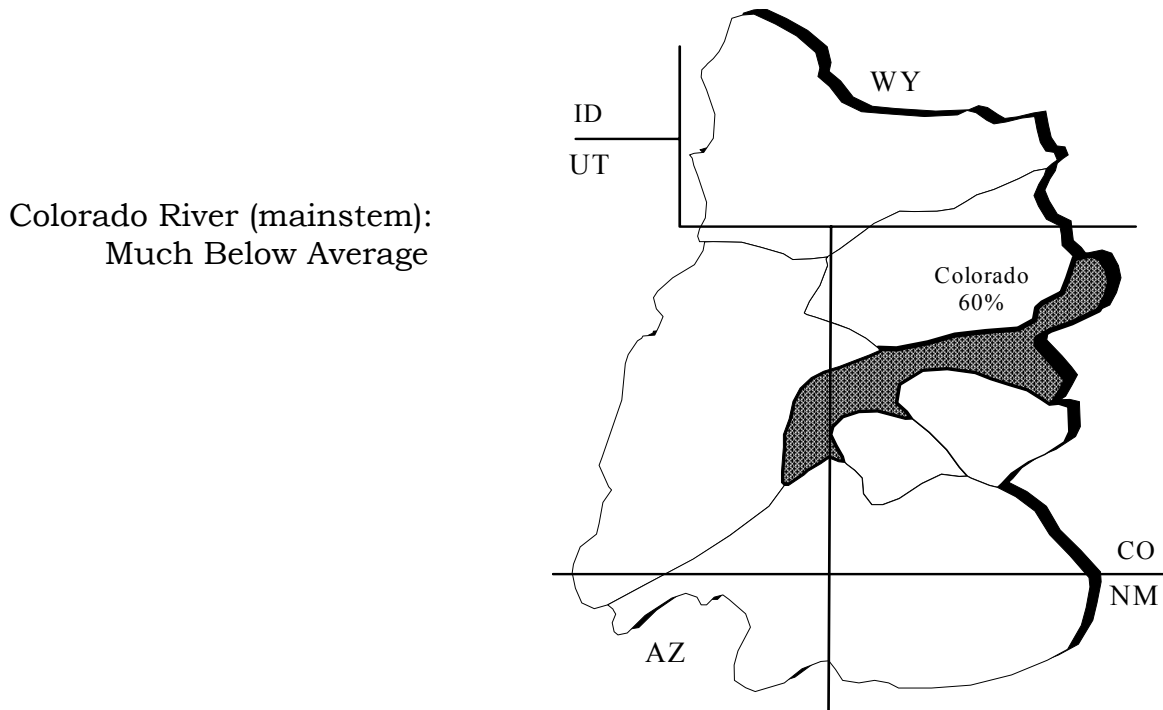 WY
ID
UT
Colorado River (mainstem):
Much Below Average
Colorado
60%
CO
NM
AZ